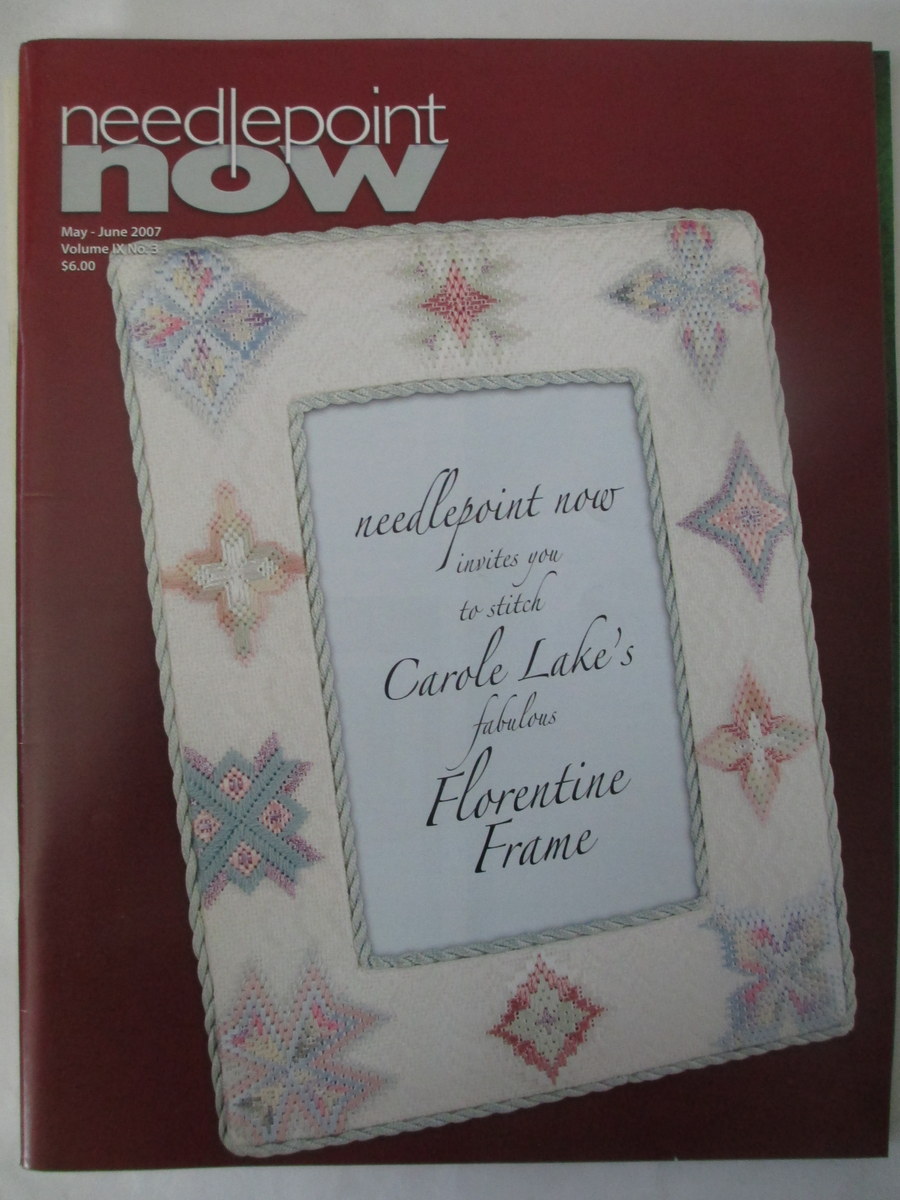 needlepoint
now
May - June 2007
Volume IX No. 3
$6.00
needlepoint now
invites you
to stitch
Carole Lake's
fabulous
Florentine
Frame